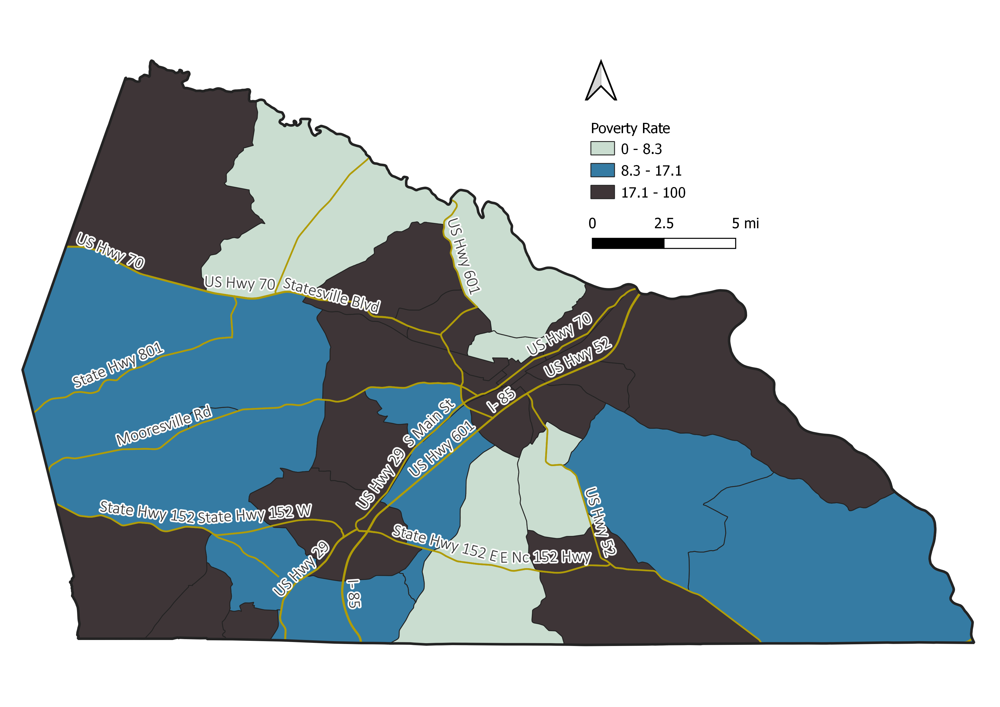 Poverty Rate
0 - 8.3
8.3 - 17.1
17.1 - 100
0 2.5 5 mi
US Hwy 70
US Hwy 70
Statesville Blvd
US Hwy 601
US Hwy 70
US Hwy 52
State Hwy 801
Mooresville Rd
I- 85
S Main St
US Hwy 29
US Hwy 601
State Hwy 152
State Hwy 152 W
US Hwy 52
State Hwy 152 E
E Nc 152 Hwy
US Hwy 29
I- 85